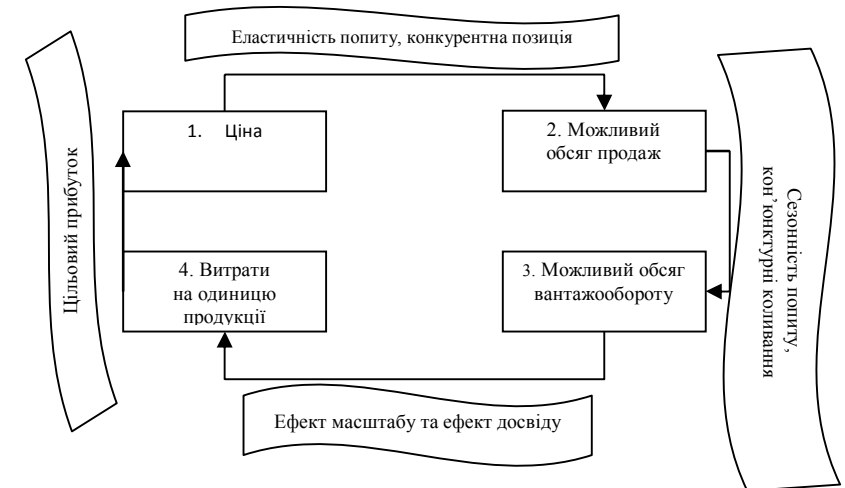 Еластичність попиту, конкурентна позиція
1. Ціна
2. Можливий
обсяг продаж
Цільовий прибуток
Сезонність попиту,
кон’юнктурні коливання
4. Витрати
на одиницю
продукції
3. Можливий обсяг
вантажообороту
Ефект масштабу та ефект досвіду